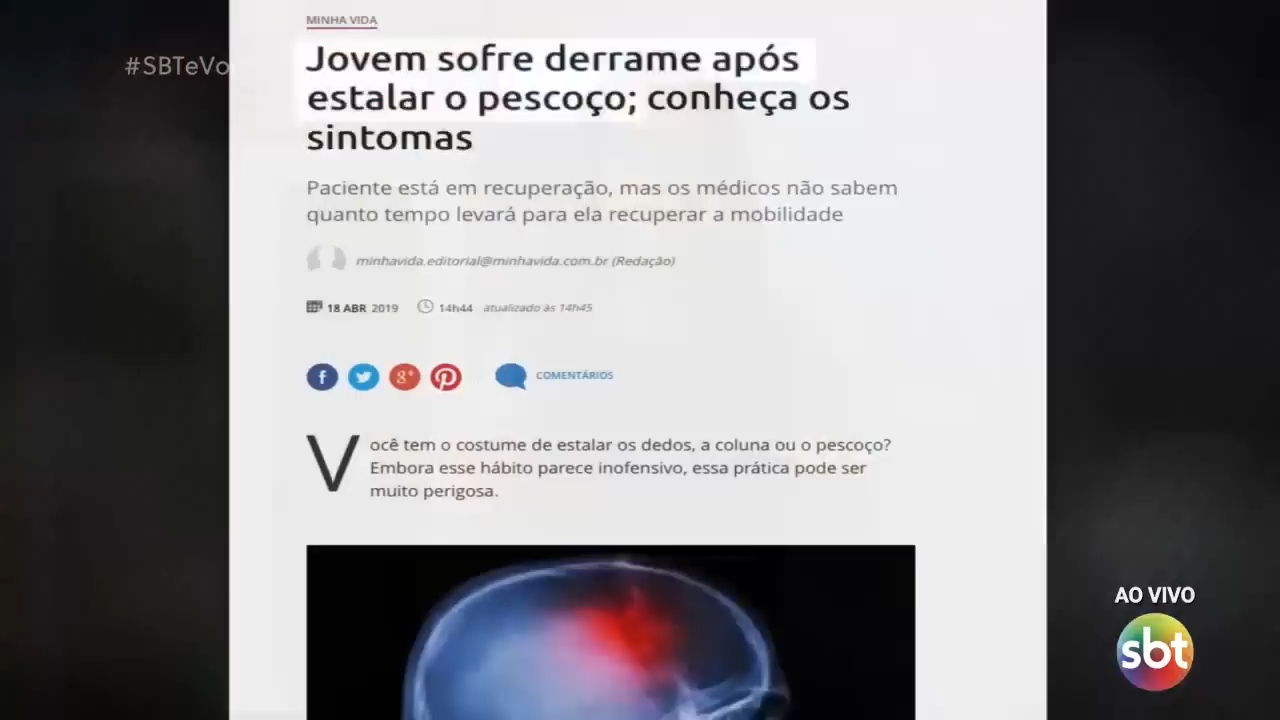 MINHA VIDA
#SBTeVo
Jovem sofre derrame após
estalar o pescoço; conheça os
sintomas
Paciente está em recuperação, mas os médicos não sabem
quanto tempo levará para ela recuperar a mobilidade
minhavida.editorial@minhavida.com.br (Redação)
18 ABR 2019 14h44 atualizado às 14h45
f 8+ COMENTÁRIOS
Você tem o costume de estalar os dedos, a coluna ou o pescoço?
Embora esse hábito parece inofensivo, essa prática pode ser
muito perigosa.
AO VIVO
sbt